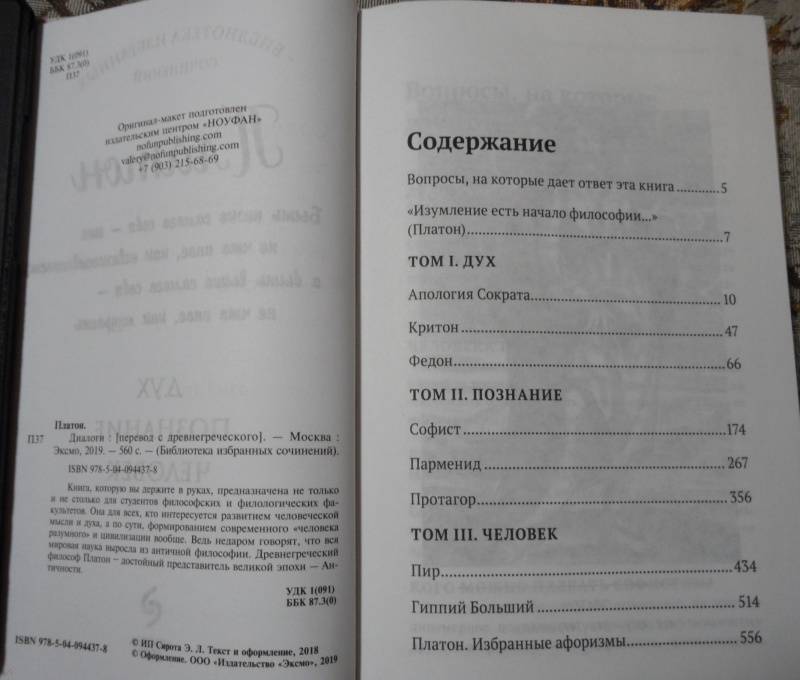 УДК 1(091)
ББК 87.3(0)
П37
Оригинал-макет подготовлен
издательским центром «НОУФАН»
nofunpublishing.com
valery@nofunpublishing.com
+7 (903) 215-68-69
Платон.
П37 Диалоги : [перевод с древнегреческого]. — Москва :
Эксмо, 2019. — 560 с. — (Библиотека избранных сочинений).
ISBN 978-5-04-094437-8
Книга, которую вы держите в руках, предназначена не только
и не столько для студентов философских и филологических фа-
культетов. Она для всех, кто интересуется развитием человеческой
мысли и духа, а по сути, формированием современного «человека
разумного» и цивилизации вообще. Ведь недаром говорят, что вся
мировая наука выросла из античной философии. Древнегреческий
философ Платон – достойный представитель великой эпохи — Ан-
тичности.
УДК 1(091)
ББК 87.3(0)
© ИП Сирота Э. Л. Текст и оформление, 2018
ISBN 978-5-04-094437-8 © Оформление. ООО «Издательство «Эксмо», 2019
Содержание
Вопросы, на которые дает ответ эта книга ......... 5
«Изумление есть начало философии...»
(Платон) ......... 7
ТОМ I. ДУХ
Апология Сократа ......... 10
Критон ......... 47
Федон ......... 66
ТОМ II. ПОЗНАНИЕ
Софист ......... 174
Парменид ......... 267
Протагор ......... 356
ТОМ III. ЧЕЛОВЕК
Пир ......... 434
Гиппий Больший ......... 514
Платон. Избранные афоризмы ......... 556